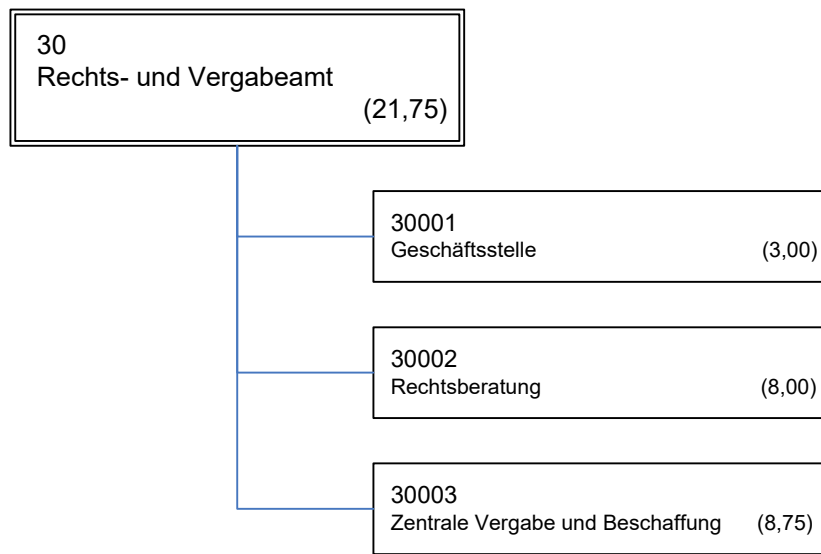 30
Rechts- und Vergabeamt
(21,75)
30001
Geschäftsstelle (3,00)
30002
Rechtsberatung (8,00)
30003
Zentrale Vergabe und Beschaffung (8,75)